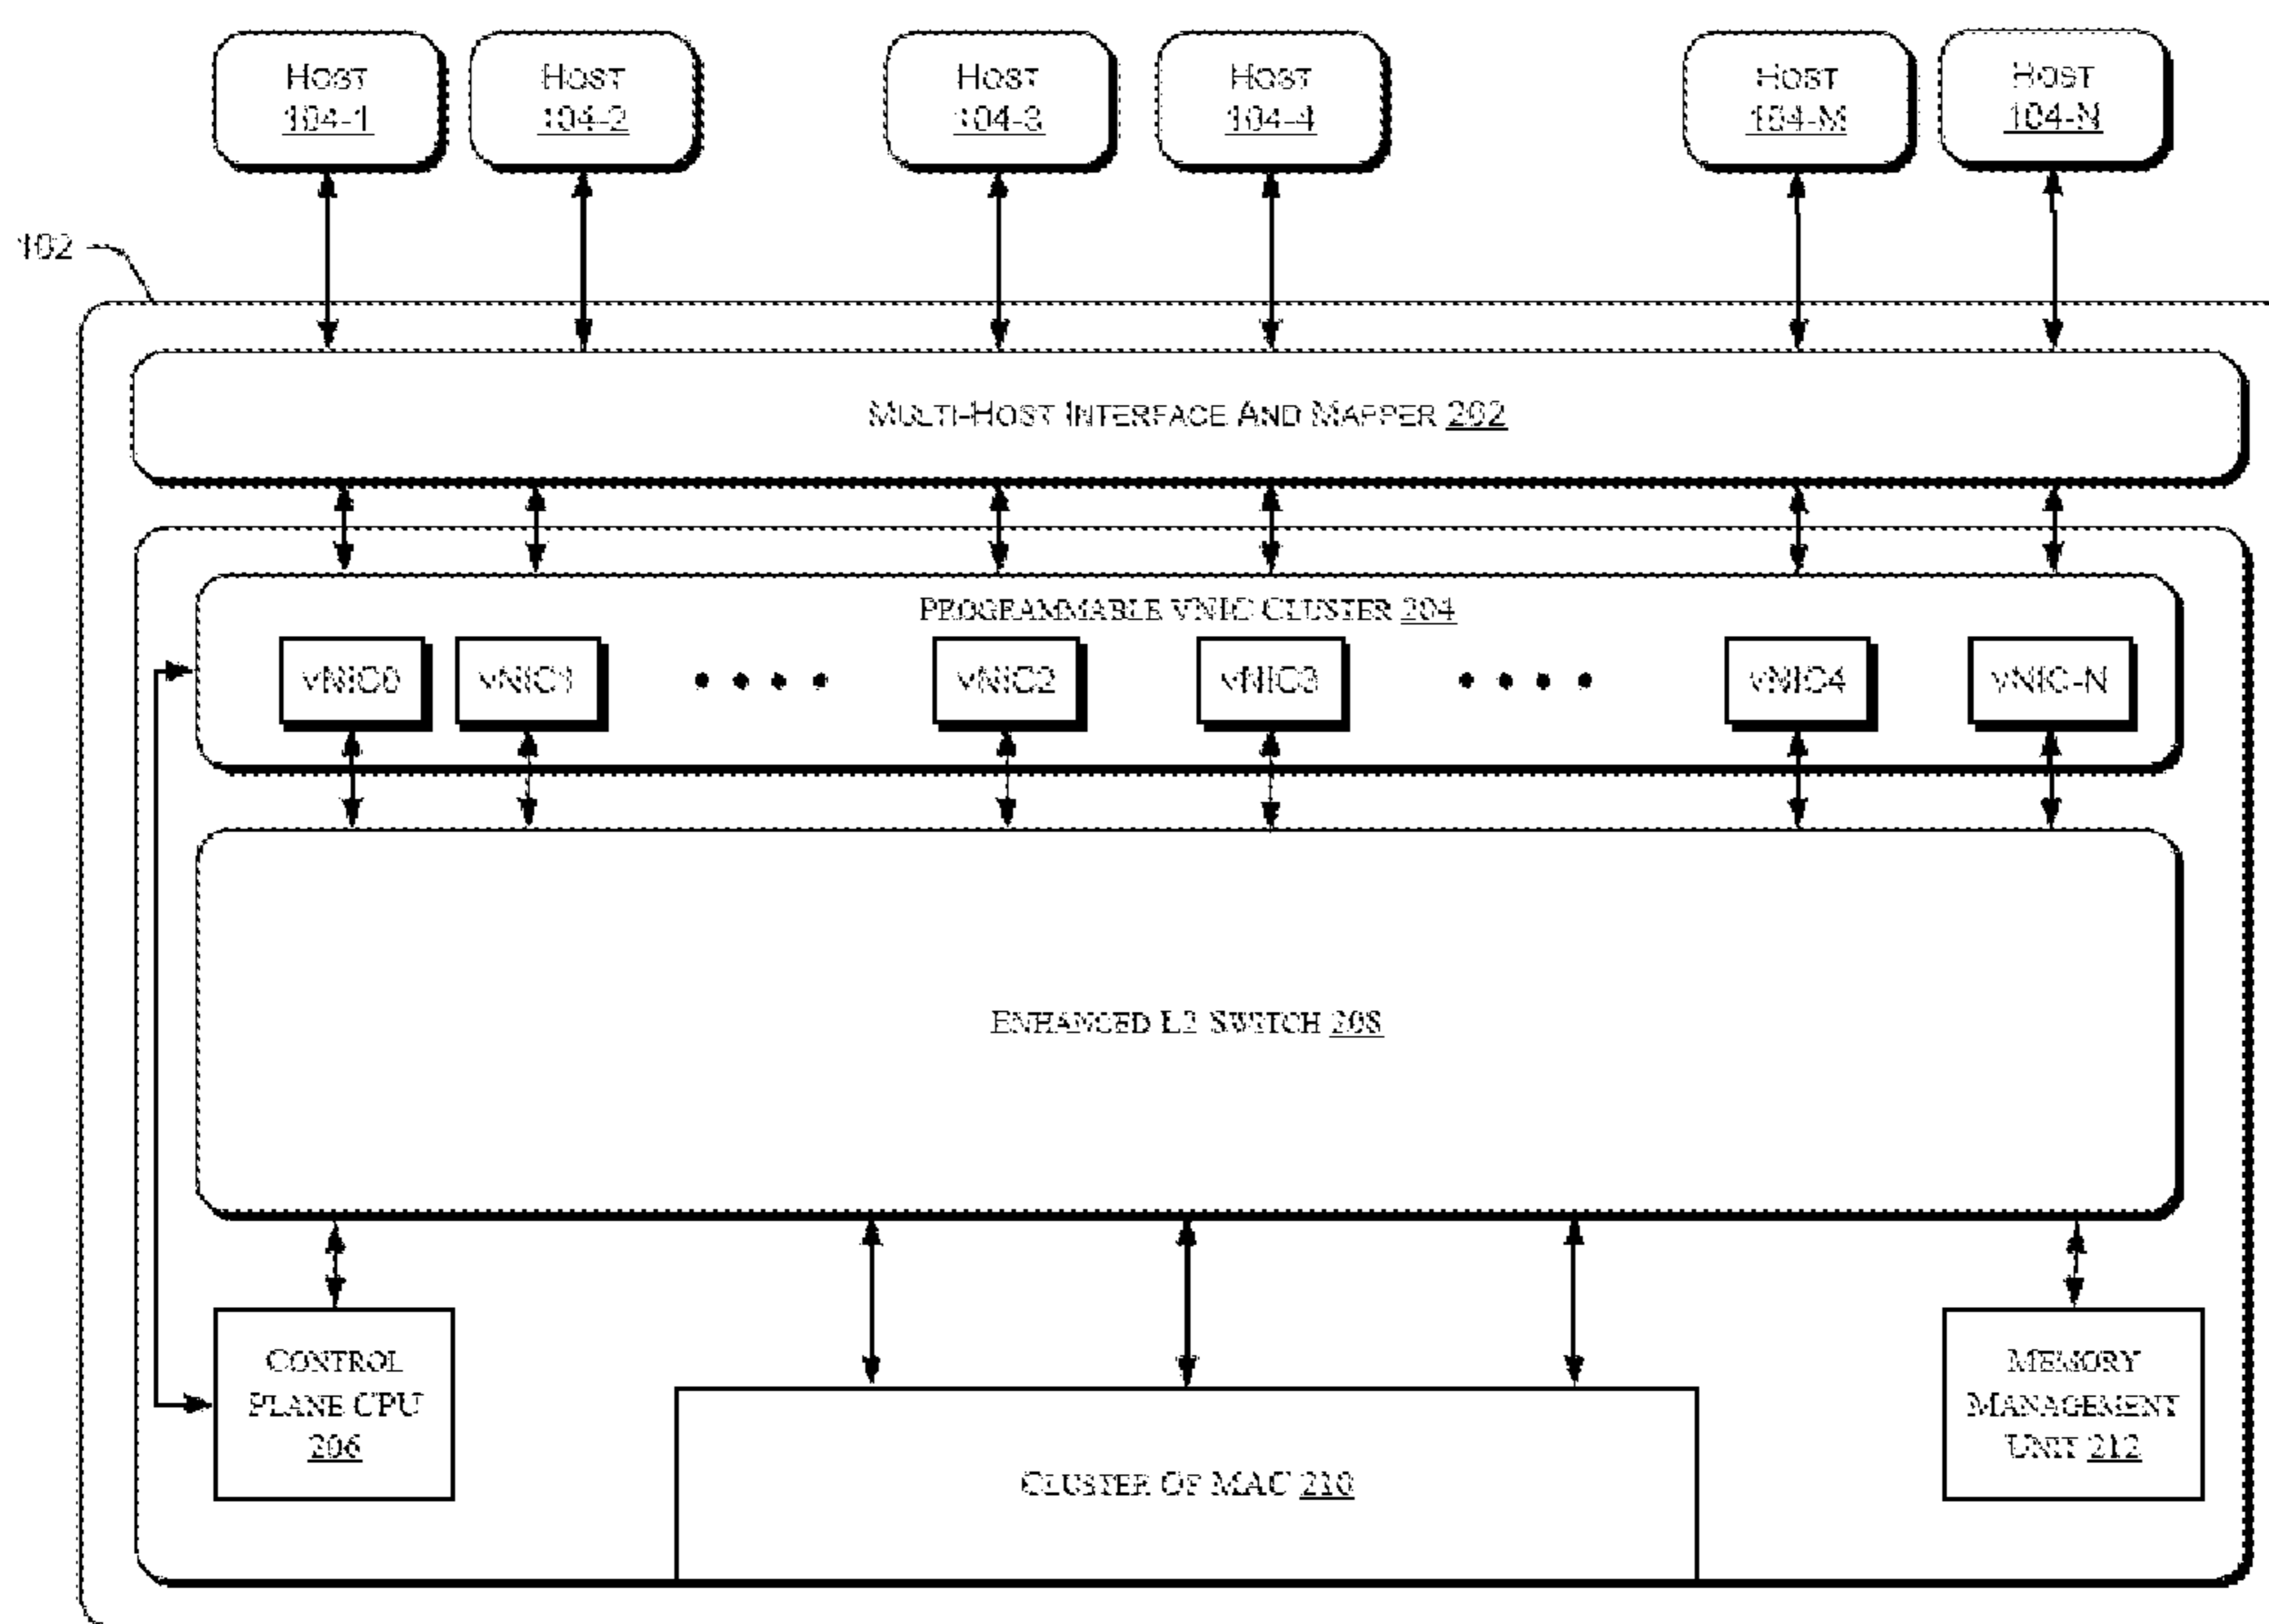 HOST
104-1
HOST
104-2
HOST
104-3
HOST
104-4
HOST
104-M
HOST
104-N
102
MULTI-HOST INTERFACE AND MAPPER 202
PROGRAMMABLE VNIC CLUSTER 204
vNIC0
vNIC1
vNIC2
vNIC3
vNIC4
vNIC-N
ENHANCED L2 SWITCH 208
CONTROL
PLANE CPU
206
CLUSTER OF MAC 210
MEMORY
MANAGEMENT
UNIT 212